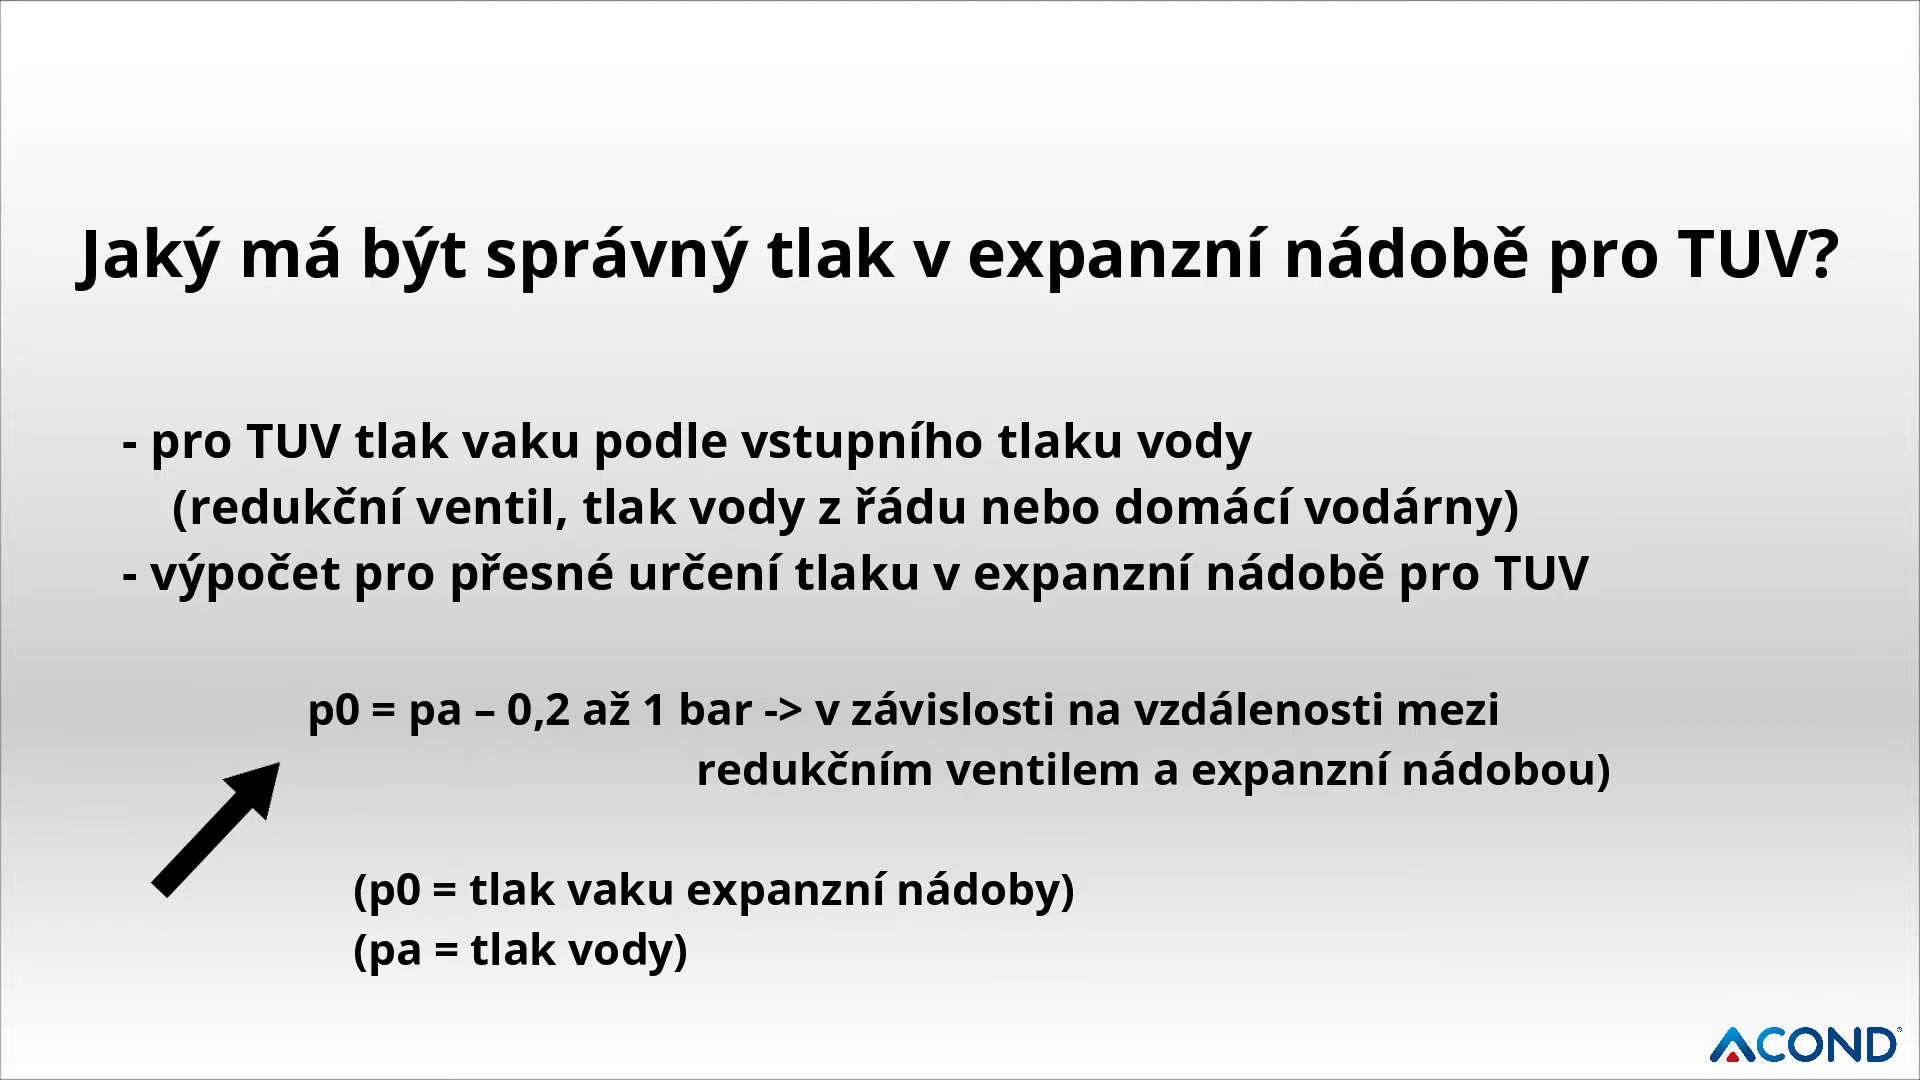 Jaký má být správný tlak v expanzní nádobě pro TUV?
- pro TUV tlak vaku podle vstupního tlaku vody
(redukční ventil, tlak vody z řádu nebo domácí vodárny)
- výpočet pro přesné určení tlaku v expanzní nádobě pro TUV
p0 = pa – 0,2 až 1 bar -> v závislosti na vzdálenosti mezi
redukčním ventilem a expanzní nádobou)
(p0 = tlak vaku expanzní nádoby)
(pa = tlak vody)
ACOND®